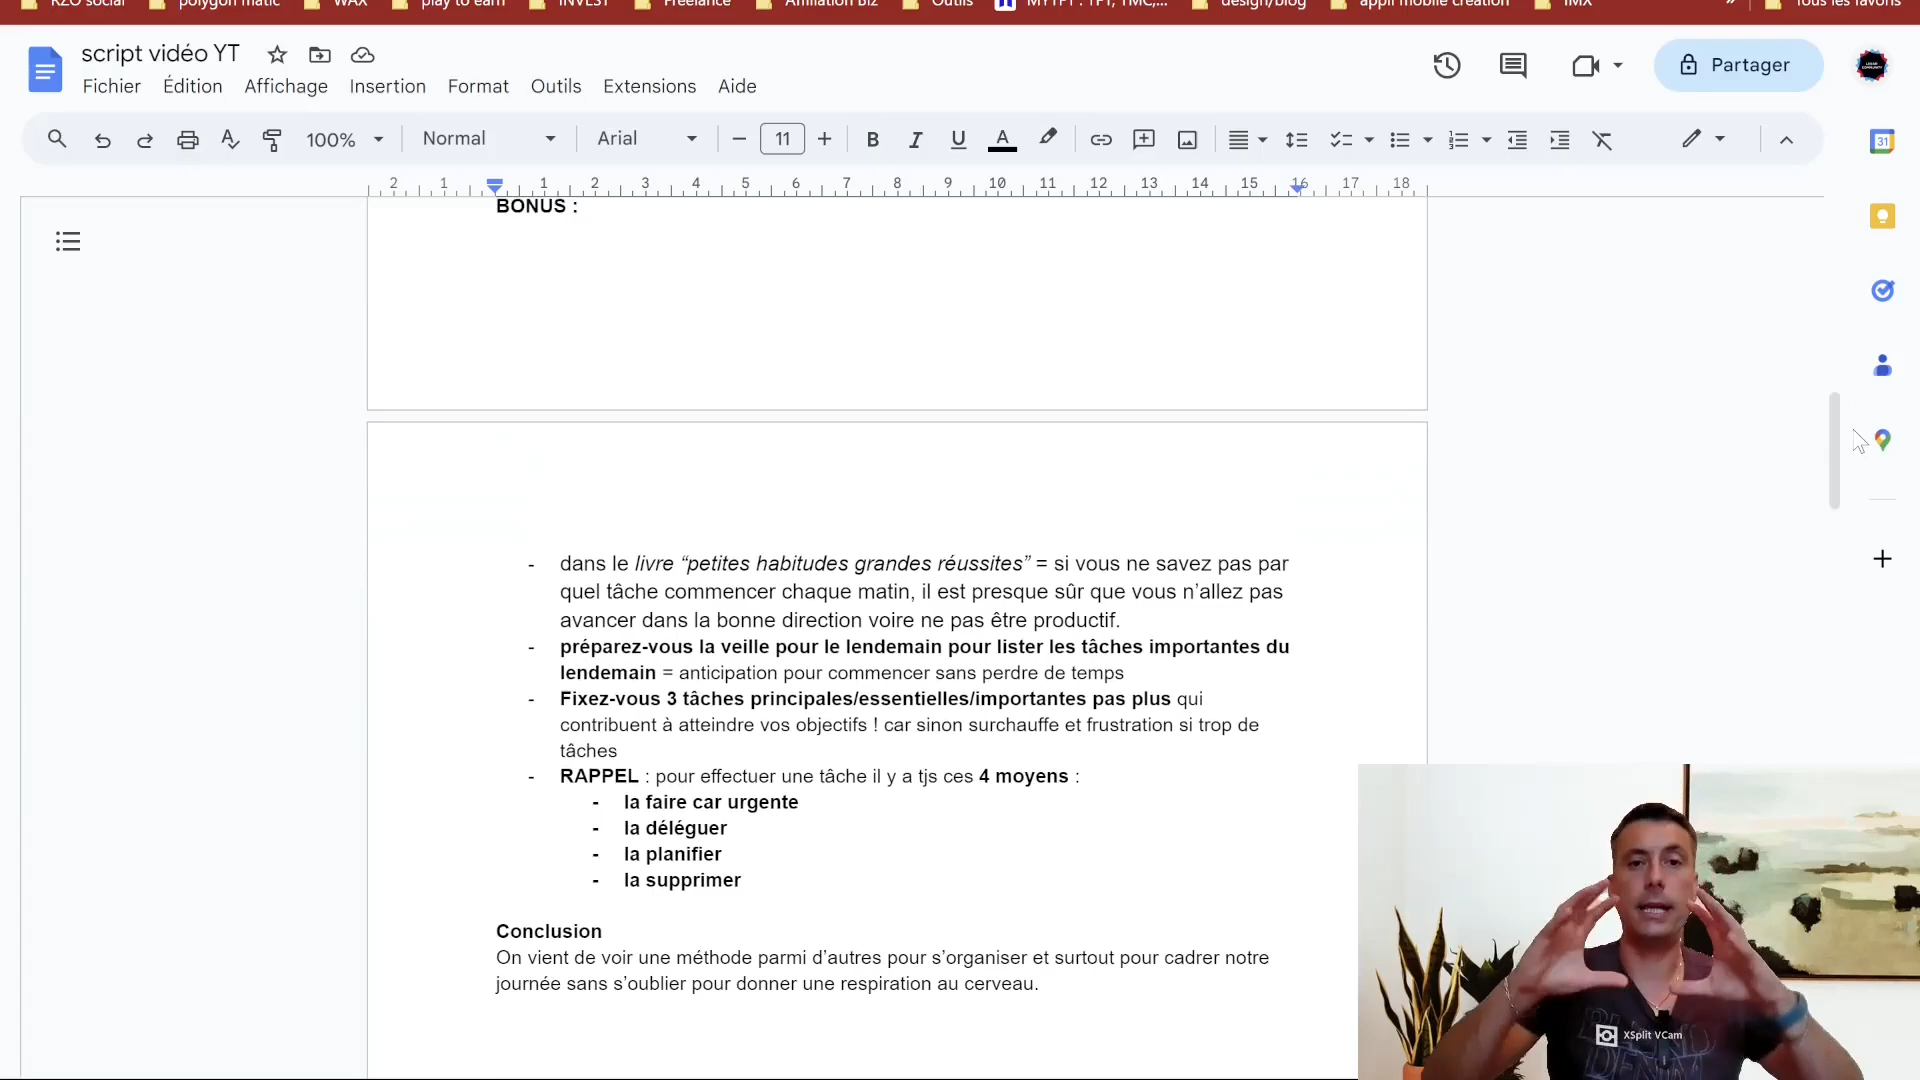 RZO social polygon matic WAX play to earn INVEST Freelance Affiliation Biz Outils MYTPT : TPT, TMC,... design/blog appli mobile création IMX » Tous les favoris
script vidéo YT
Partager
Fichier Édition Affichage Insertion Format Outils Extensions Aide
100% Normal Arial 11 B I U A
31
2 1 1 2 3 4 5 6 7 8 9 10 11 12 13 14 15 16 17 18
BONUS :
- dans le livre “petites habitudes grandes réussites” = si vous ne savez pas par
quel tâche commencer chaque matin, il est presque sûr que vous n’allez pas
avancer dans la bonne direction voire ne pas être productif.
- préparez-vous la veille pour le lendemain pour lister les tâches importantes du
lendemain = anticipation pour commencer sans perdre de temps
- Fixez-vous 3 tâches principales/essentielles/importantes pas plus qui
contribuent à atteindre vos objectifs ! car sinon surchauffe et frustration si trop de
tâches
- RAPPEL : pour effectuer une tâche il y a tjs ces 4 moyens :
- la faire car urgente
- la déléguer
- la planifier
- la supprimer
Conclusion
On vient de voir une méthode parmi d’autres pour s’organiser et surtout pour cadrer notre
journée sans s’oublier pour donner une respiration au cerveau.
XSplit VCam